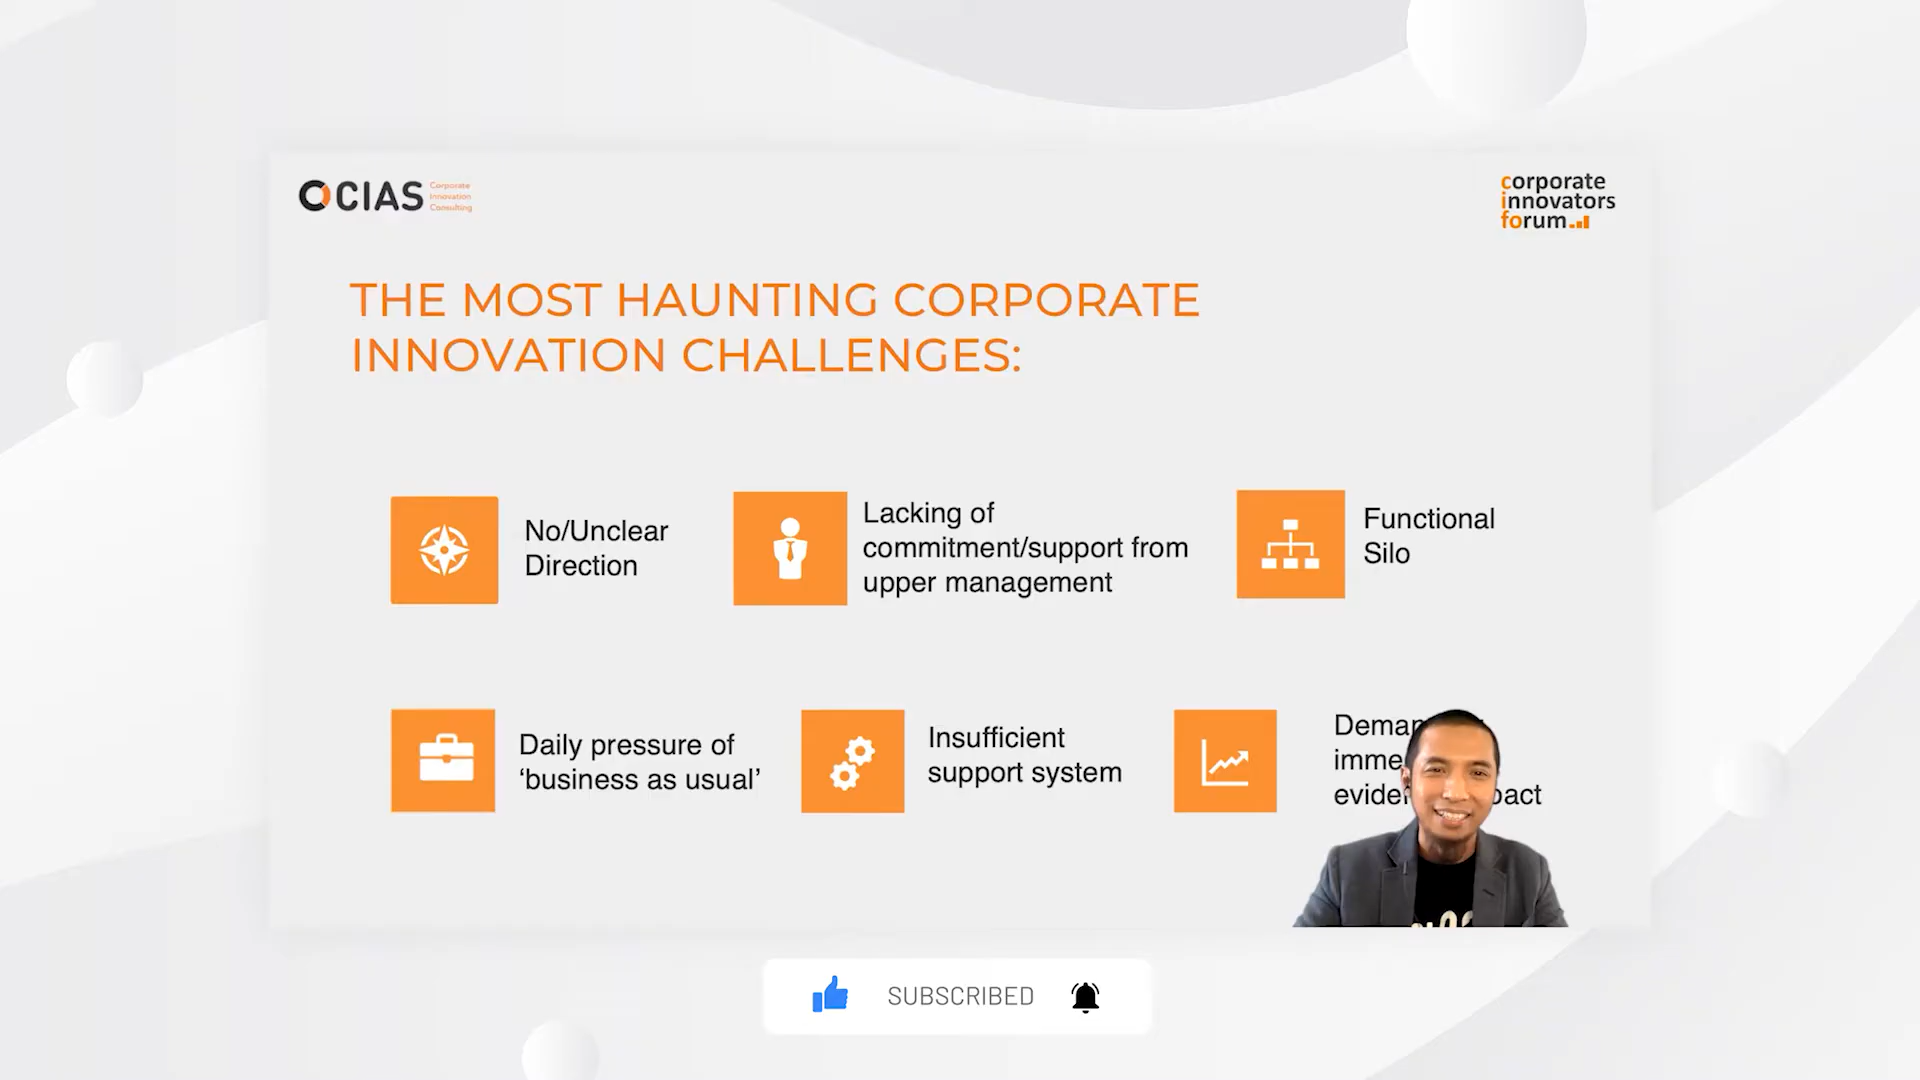 CIAS
Corporate
Innovation
Consulting
corporate
innovators
forum
THE MOST HAUNTING CORPORATE
INNOVATION CHALLENGES:
No/Unclear
Direction
Lacking of
commitment/support from
upper management
Functional
Silo
Daily pressure of
‘business as usual’
Insufficient
support system
SUBSCRIBED